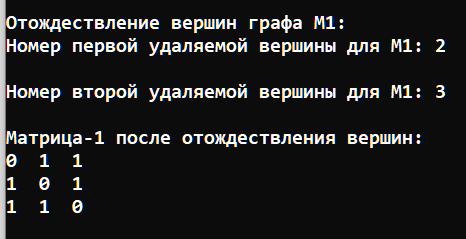 Отождествление вершин графа М1:
Номер первой удаляемой вершины для М1: 2
Номер второй удаляемой вершины для М1: 3
Матрица-1 после отождествления вершин:
0 1 1
1 0 1
1 1 0